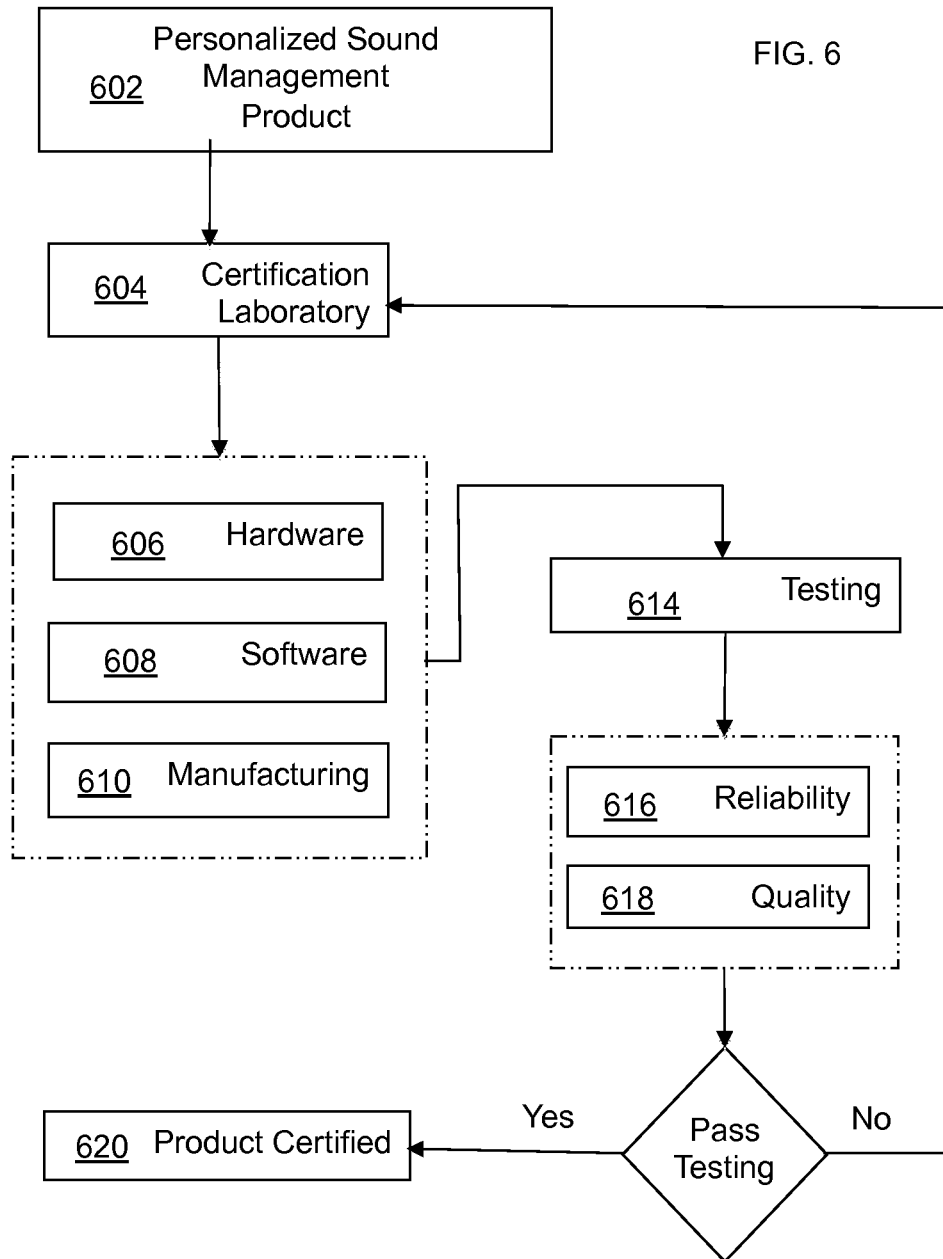 Personalized Sound
Management
602
Product
FIG. 6
604 Certification
Laboratory
606 Hardware
608 Software
610 Manufacturing
614 Testing
616 Reliability
618 Quality
Pass
Testing
Yes
No
620 Product Certified